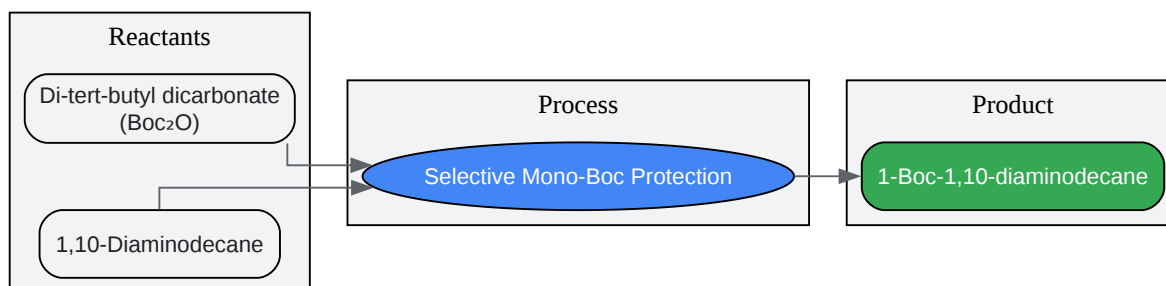 Reactants
Di-tert-butyl dicarbonate
(Boc₂O)
1,10-Diaminodecane
Process
Selective Mono-Boc Protection
Product
1-Boc-1,10-diaminodecane